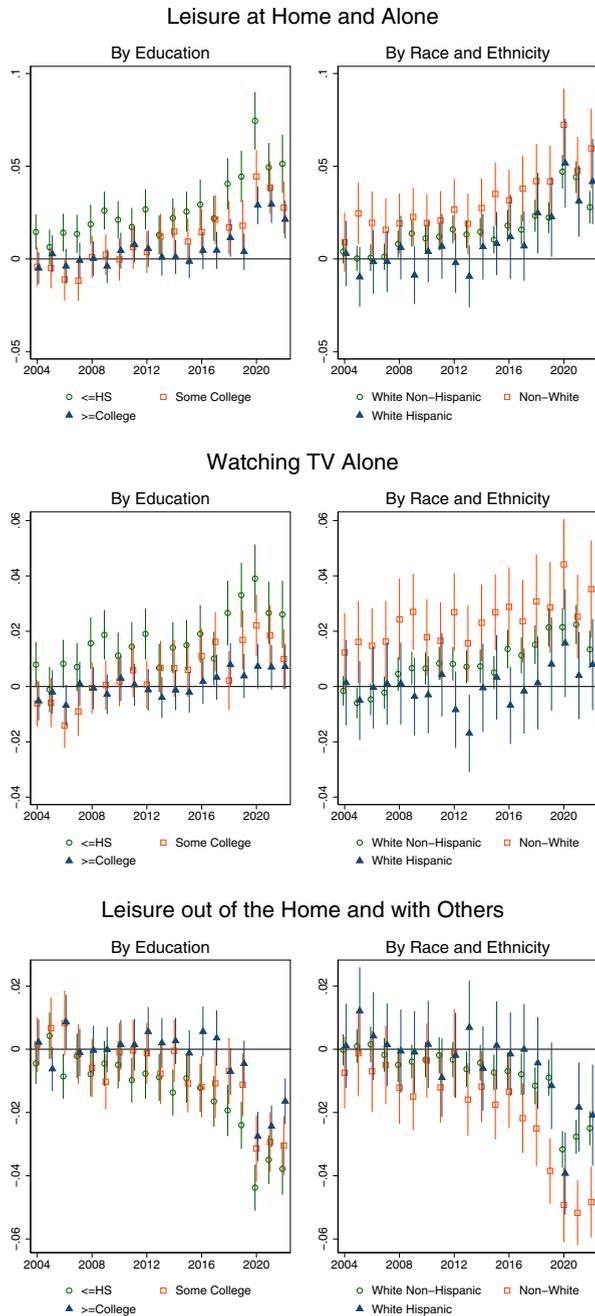 Leisure at Home and Alone
By Education
By Race and Ethnicity
.1
.05
0
-.05
2004 2008 2012 2016 2020
<=HS
Some College
>=College
.1
.05
0
-.05
2004 2008 2012 2016 2020
White Non-Hispanic
Non-White
White Hispanic
Watching TV Alone
By Education
By Race and Ethnicity
.06
.04
.02
0
-.02
-.04
2004 2008 2012 2016 2020
<=HS
Some College
>=College
.06
.04
.02
0
-.02
-.04
2004 2008 2012 2016 2020
White Non-Hispanic
Non-White
White Hispanic
Leisure out of the Home and with Others
By Education
By Race and Ethnicity
.02
0
-.02
-.04
-.06
2004 2008 2012 2016 2020
<=HS
Some College
>=College
.02
0
-.02
-.04
-.06
2004 2008 2012 2016 2020
White Non-Hispanic
Non-White
White Hispanic